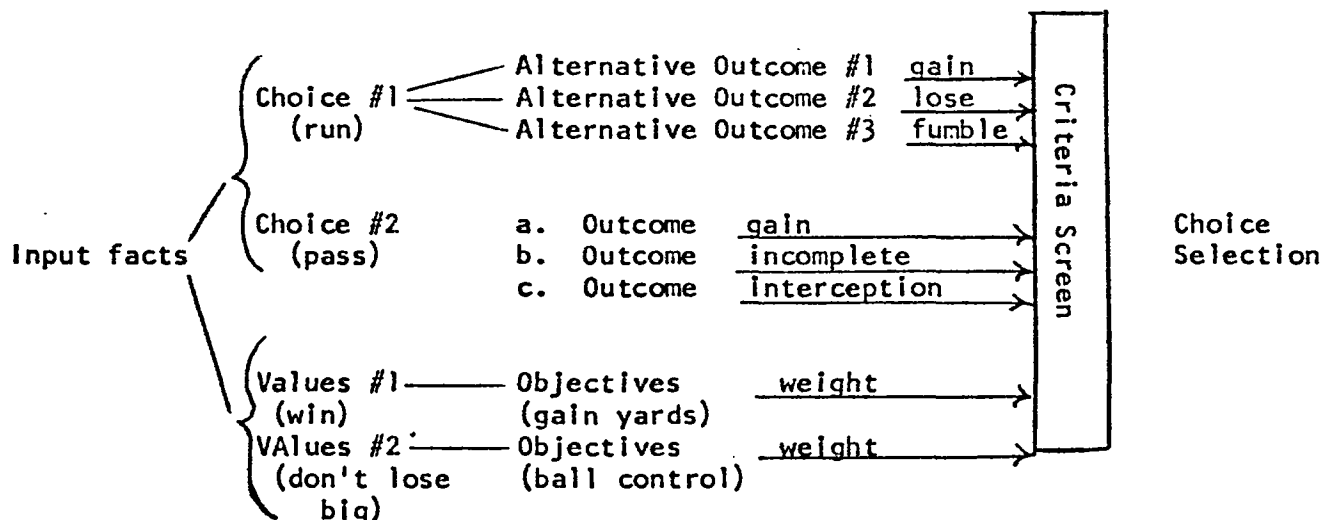 Alternative Outcome #1 gain
Choice #1 Alternative Outcome #2 lose
(run) Alternative Outcome #3 fumble
Choice #2 a. Outcome gain
Input facts (pass) b. Outcome incomplete
c. Outcome interception
Criteria Screen
Choice
Selection
Values #1 Objectives weight
(win) (gain yards)
VAlues #2 Objectives weight
(don't lose (ball control)
big)